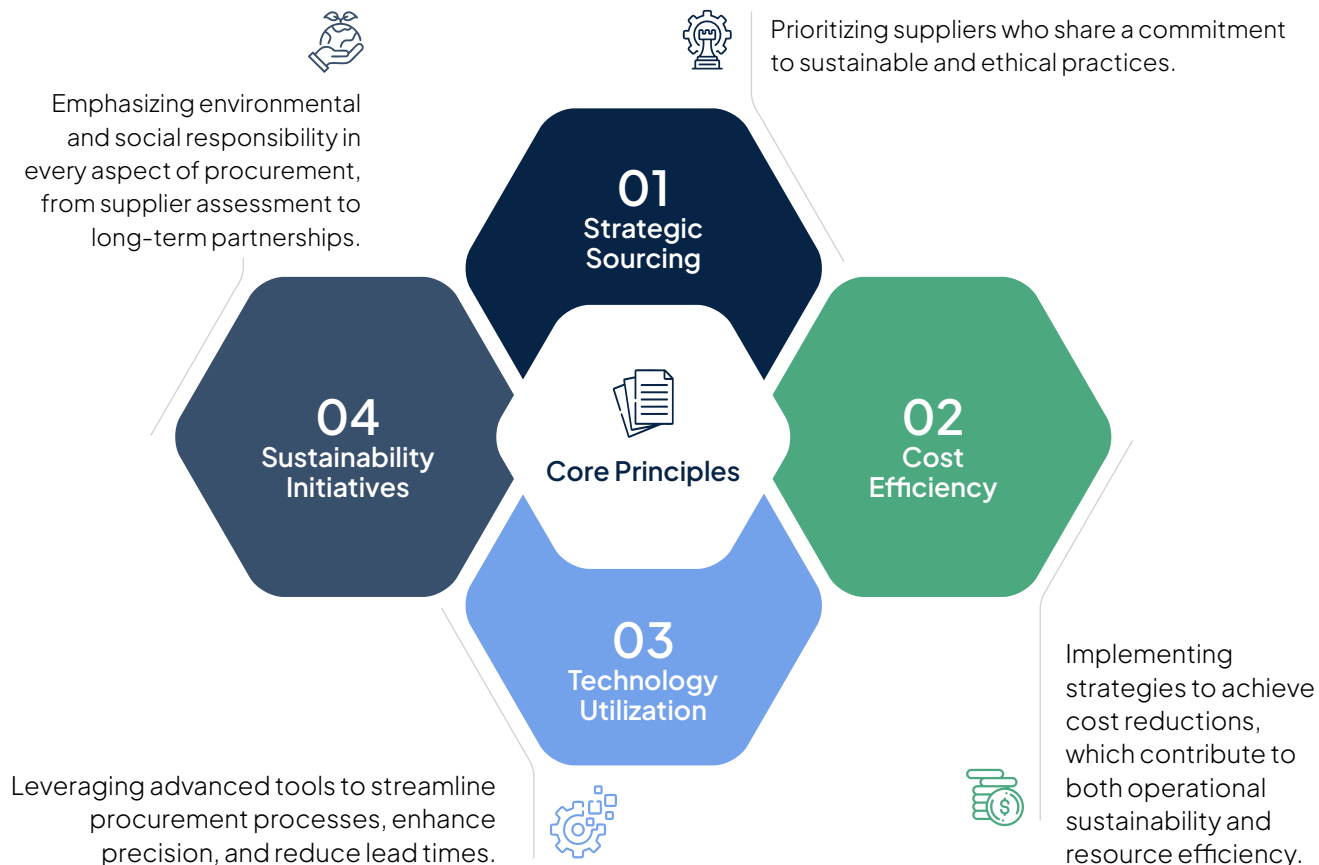 Prioritizing suppliers who share a commitment
to sustainable and ethical practices.
Emphasizing environmental
and social responsibility in
every aspect of procurement,
from supplier assessment to
long-term partnerships.
01
Strategic
Sourcing
04
Sustainability
Initiatives
Core Principles
02
Cost
Efficiency
03
Technology
Utilization
Implementing
strategies to achieve
cost reductions,
which contribute to
both operational
sustainability and
resource efficiency.
Leveraging advanced tools to streamline
procurement processes, enhance
precision, and reduce lead times.
$